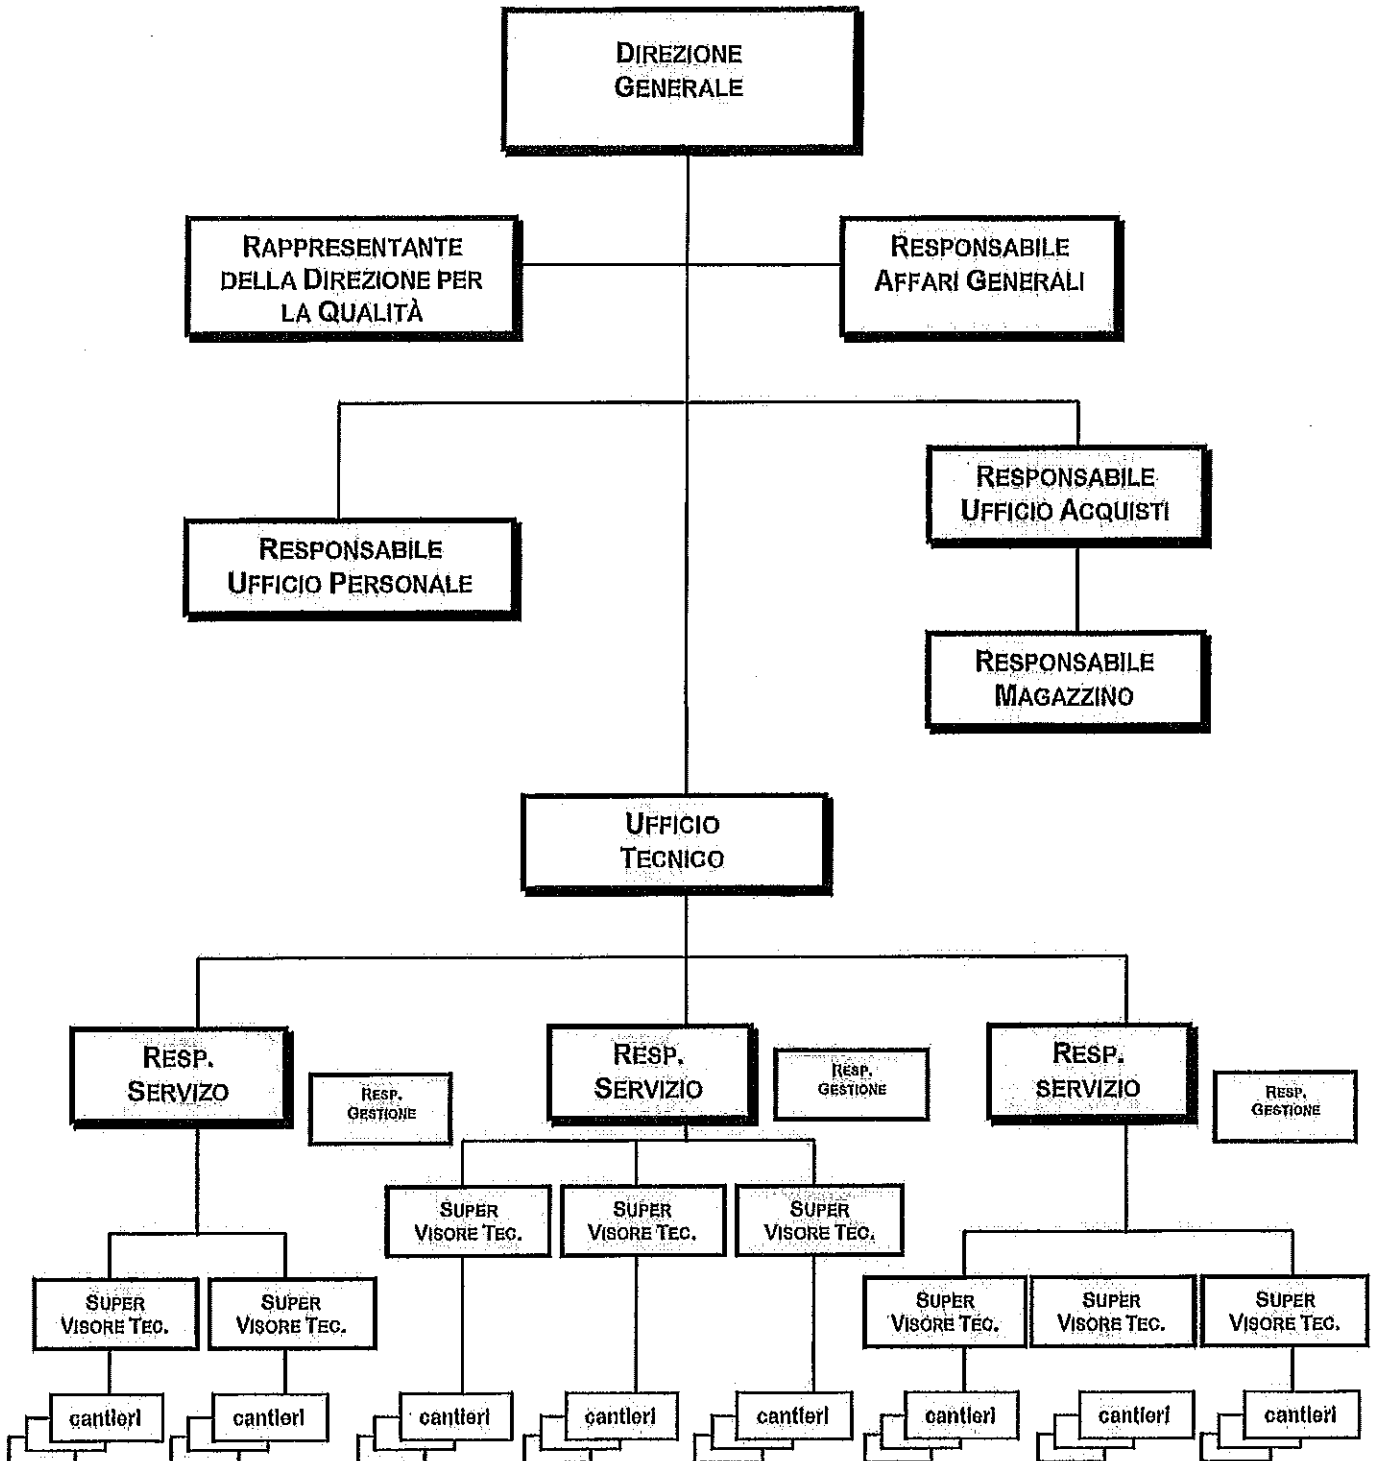 DIREZIONE
GENERALE
RAPPRESENTANTE
DELLA DIREZIONE PER
LA QUALITÀ
RESPONSABILE
AFFARI GENERALI
RESPONSABILE
UFFICIO ACQUISTI
RESPONSABILE
UFFICIO PERSONALE
RESPONSABILE
MAGAZZINO
UFFICIO
TECNICO
RESP.
SERVIZO
RESP.
GESTIONE
RESP.
SERVIZIO
RESP.
GESTIONE
RESP.
SERVIZIO
RESP.
GESTIONE
SUPER
VISORE TEC.
SUPER
VISORE TEC.
SUPER
VISORE TEC.
SUPER
VISORE TEC.
SUPER
VISORE TEC.
SUPER
VISORE TEC.
SUPER
VISORE TEC.
SUPER
VISORE TEC.
cantieri
cantieri
cantieri
cantieri
cantieri
cantieri
cantieri
cantieri